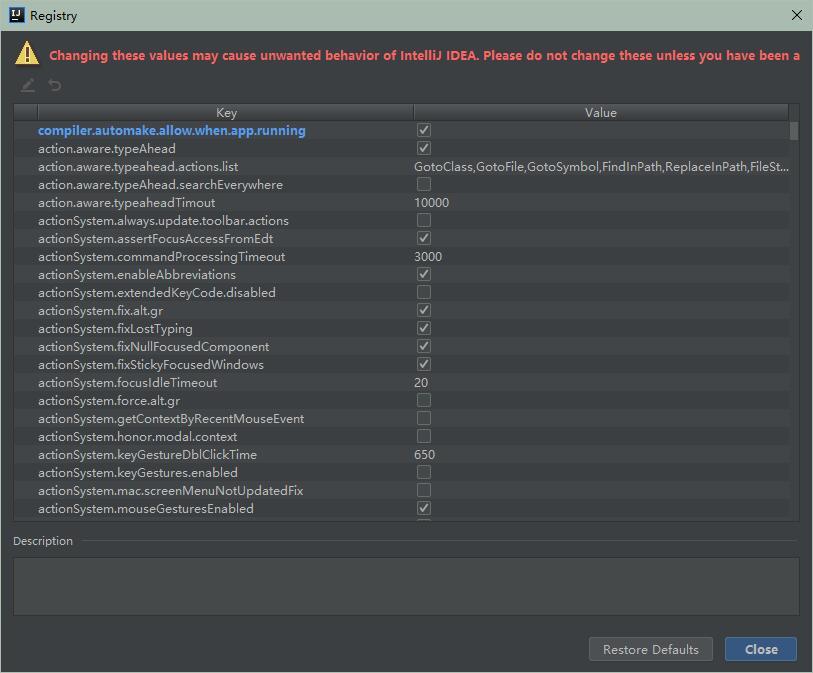 IJ Registry
Changing these values may cause unwanted behavior of IntelliJ IDEA. Please do not change these unless you have been a
Key Value
compiler.automake.allow.when.app.running
action.aware.typeAhead
action.aware.typeahead.actions.list GotoClass,GotoFile,GotoSymbol,FindInPath,ReplaceInPath,FileSt...
action.aware.typeAhead.searchEverywhere
action.aware.typeaheadTimout 10000
actionSystem.always.update.toolbar.actions
actionSystem.assertFocusAccessFromEdt
actionSystem.commandProcessingTimeout 3000
actionSystem.enableAbbreviations
actionSystem.extendedKeyCode.disabled
actionSystem.fix.alt.gr
actionSystem.fixLostTyping
actionSystem.fixNullFocusedComponent
actionSystem.fixStickyFocusedWindows
actionSystem.focusIdleTimeout 20
actionSystem.force.alt.gr
actionSystem.getContextByRecentMouseEvent
actionSystem.honor.modal.context
actionSystem.keyGestureDblClickTime 650
actionSystem.keyGestures.enabled
actionSystem.mac.screenMenuNotUpdatedFix
actionSystem.mouseGesturesEnabled
Description
Restore Defaults Close